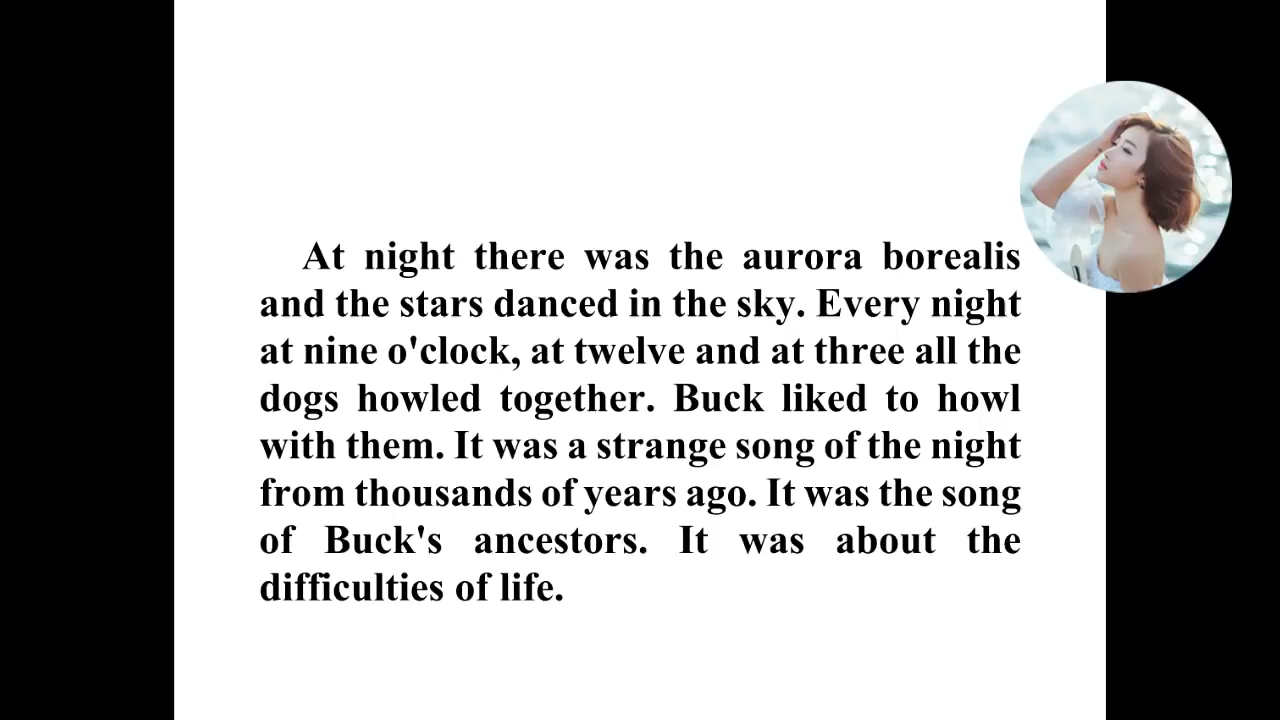 At night there was the aurora borealis
and the stars danced in the sky. Every night
at nine o'clock, at twelve and at three all the
dogs howled together. Buck liked to howl
with them. It was a strange song of the night
from thousands of years ago. It was the song
of Buck's ancestors. It was about the
difficulties of life.